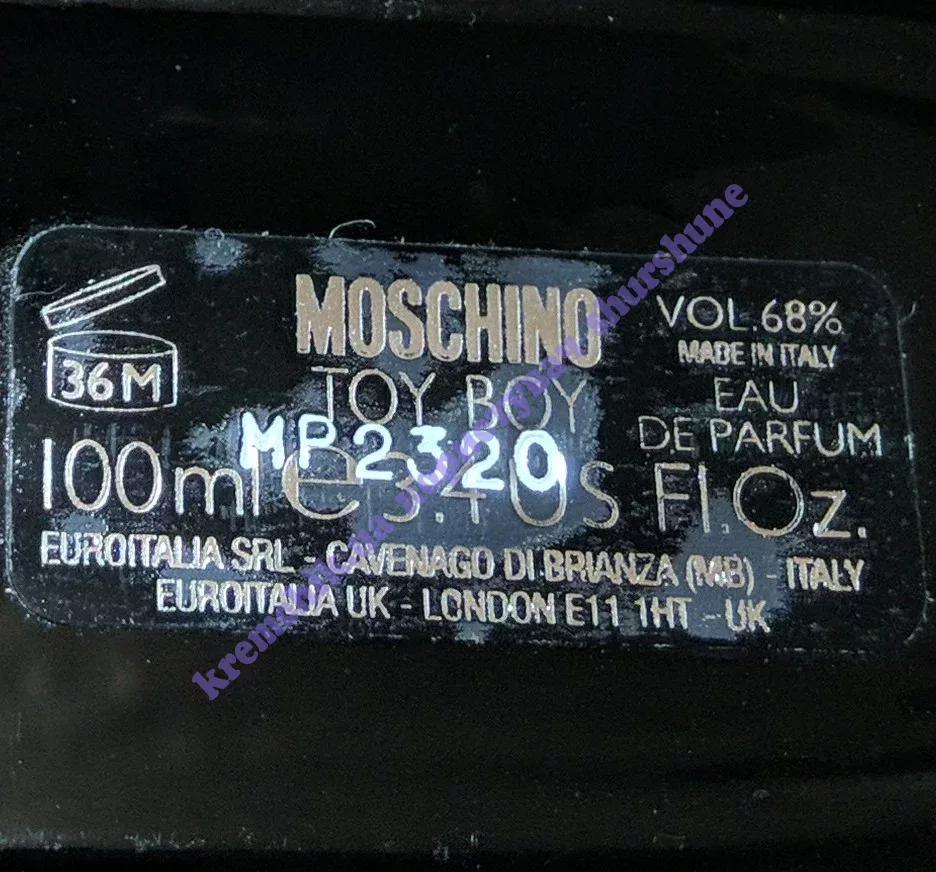 36M
MOSCHINO
TOY BOY
VOL.68%
MADE IN ITALY
EAU
DE PARFUM
MP2320
100ml e 3.4 US Fl.Oz.
EUROITALIA SRL - CAVENAGO DI BRIANZA (MB) - ITALY
EUROITALIA UK - LONDON E11 1HT - UK